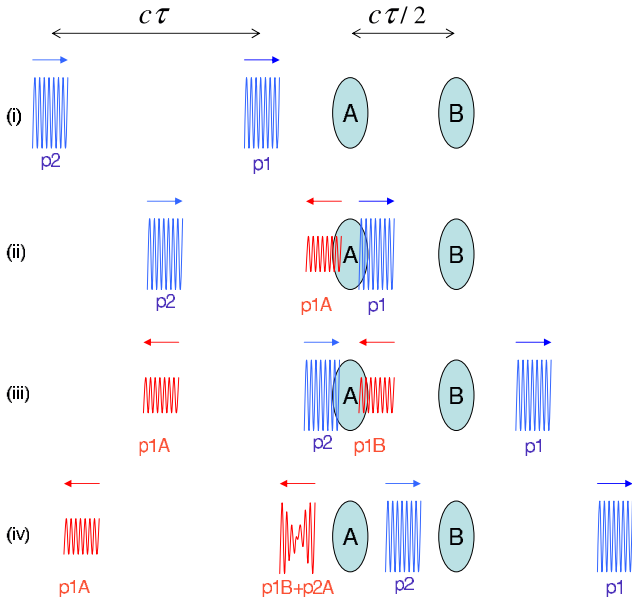 cτ cτ/2
(i) A B
p2 p1
(ii) A B
p2 p1A p1
(iii) A B
p1A p2 p1B p1
(iv) A B
p1A p1B+p2A p2 p1